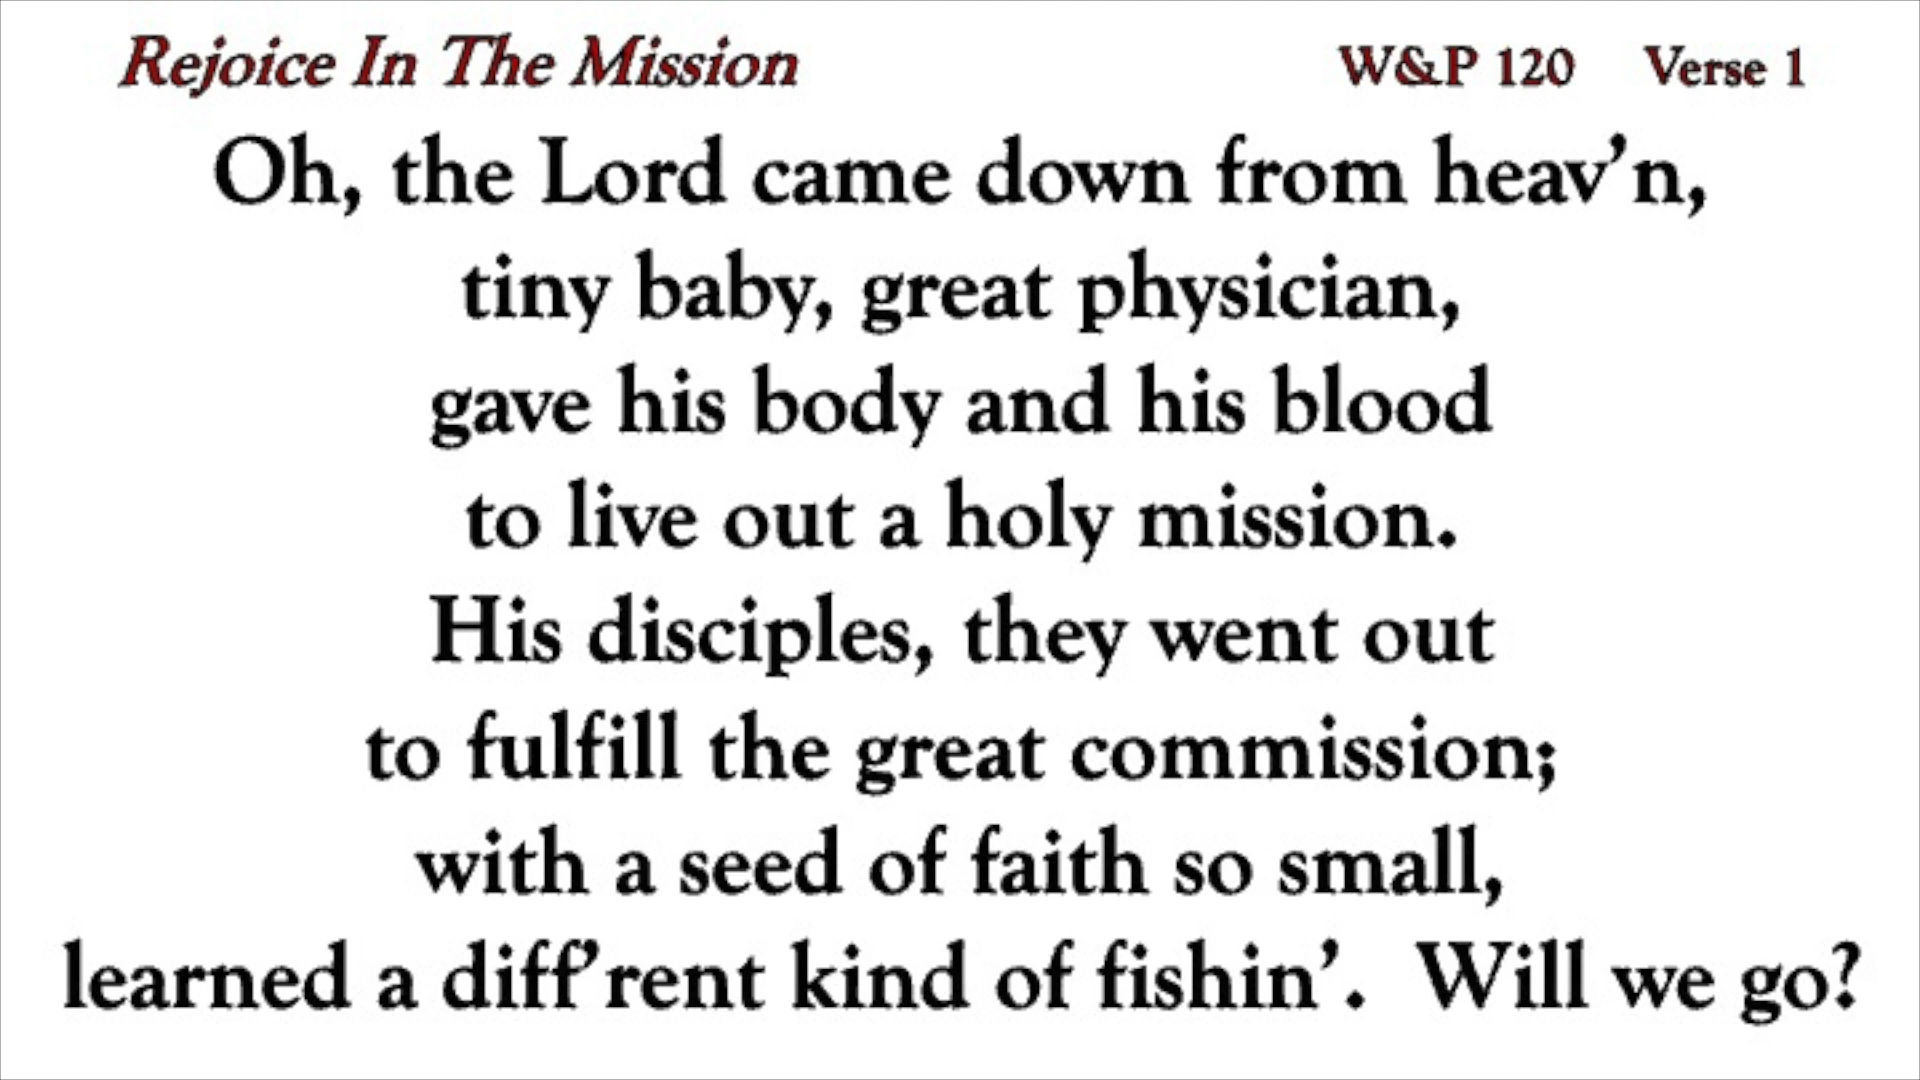 Rejoice In The Mission W&P 120 Verse 1
Oh, the Lord came down from heav’n,
tiny baby, great physician,
gave his body and his blood
to live out a holy mission.
His disciples, they went out
to fulfill the great commission;
with a seed of faith so small,
learned a diff’rent kind of fishin’. Will we go?